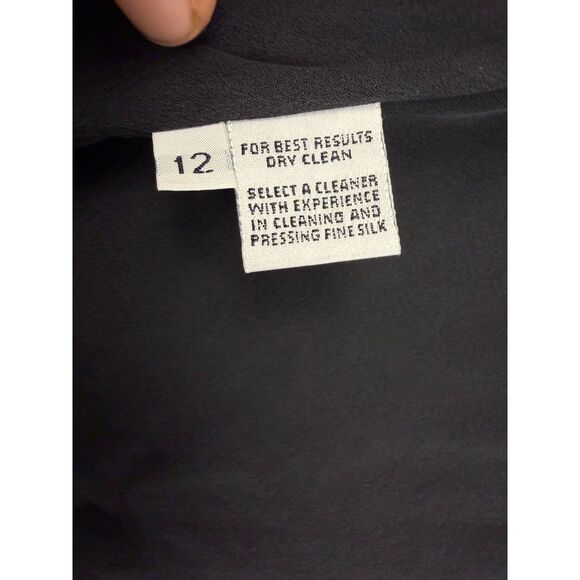 12
FOR BEST RESULTS
DRY CLEAN
SELECT A CLEANER
WITH EXPERIENCE
IN CLEANING AND
PRESSING FINE SILK